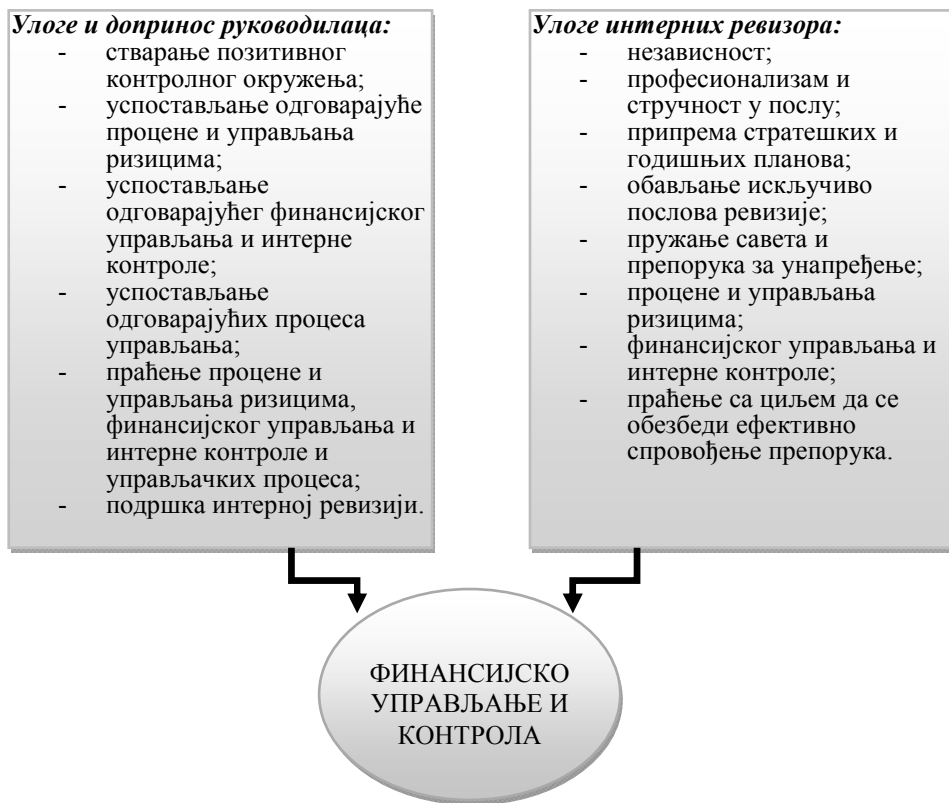 Улоге и допринос руководилаца:
- стварање позитивног
контролног окружења;
- успостављање одговарајуће
процене и управљања
ризицима;
- успостављање
одговарајућег финансијског
управљања и интерне
контроле;
- успостављање
одговарајућих процеса
управљања;
- праћење процене и
управљања ризицима,
финансијског управљања и
интерне контроле и
управљачких процеса;
- подршка интерној ревизији.
Улоге интерних ревизора:
- независност;
- професионализам и
стручност у послу;
- припрема стратешких и
годишњих планова;
- обављање искључиво
послова ревизије;
- пружање савета и
препорука за унапређење;
- процене и управљања
ризицима;
- финансијског управљања и
интерне контроле;
- праћење са циљем да се
обезбеди ефективно
спровођење препорука.
ФИНАНСИЈСКО
УПРАВЉАЊЕ И
КОНТРОЛА